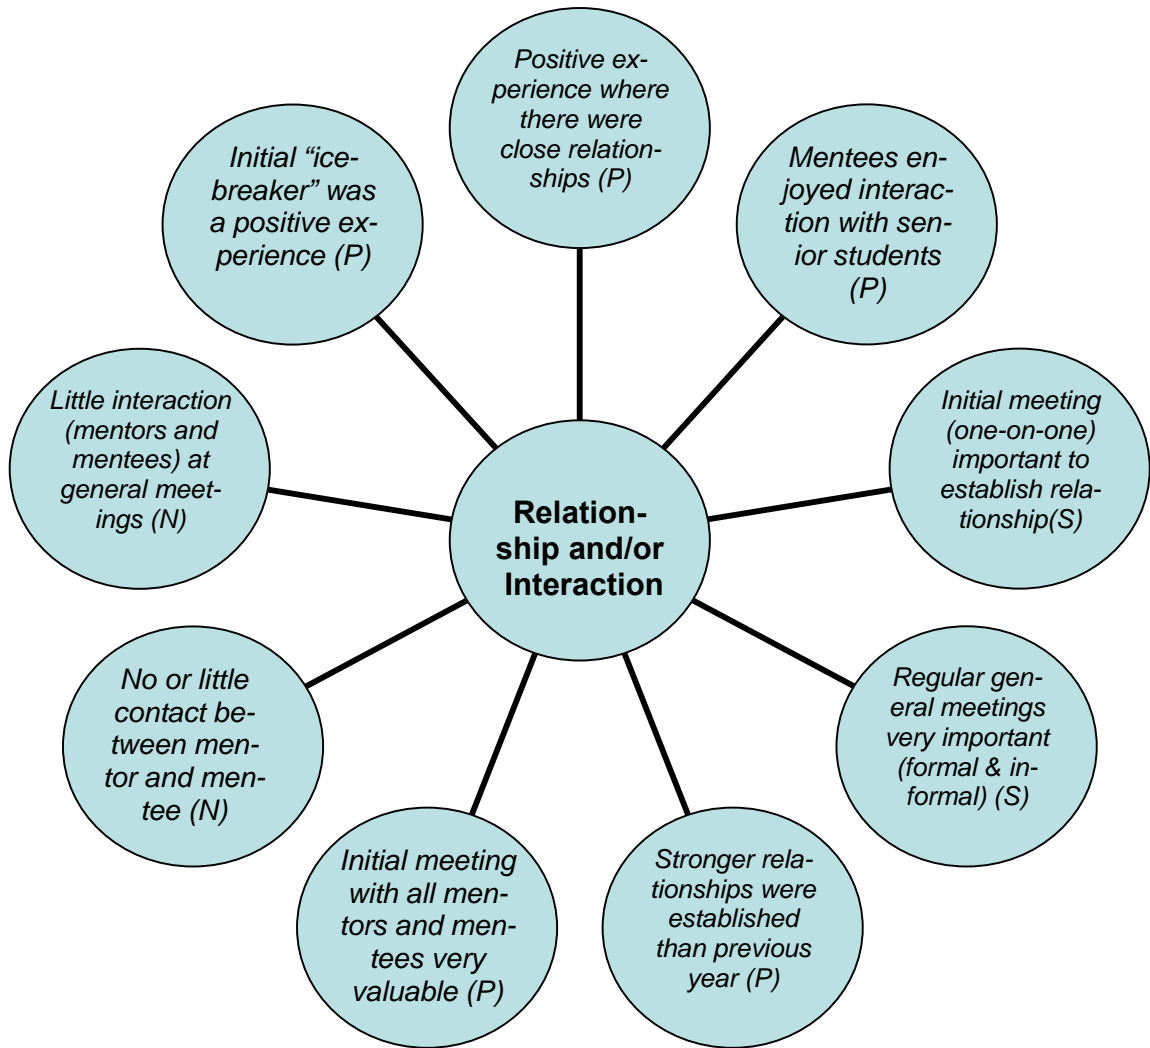 Positive ex-
perience where
there were
close relation-
ships (P)
Mentees en-
joyed interac-
tion with sen-
ior students
(P)
Initial meeting
(one-on-one)
important to
establish rela-
tionship(S)
Regular gen-
eral meetings
very important
(formal & in-
formal) (S)
Stronger rela-
tionships were
established
than previous
year (P)
Initial meeting
with all men-
tors and men-
tees very
valuable (P)
No or little
contact be-
tween men-
tor and men-
tee (N)
Little interaction
(mentors and
mentees) at
general meet-
ings (N)
Initial “ice-
breaker” was
a positive ex-
perience (P)
Relation-
ship and/or
Interaction